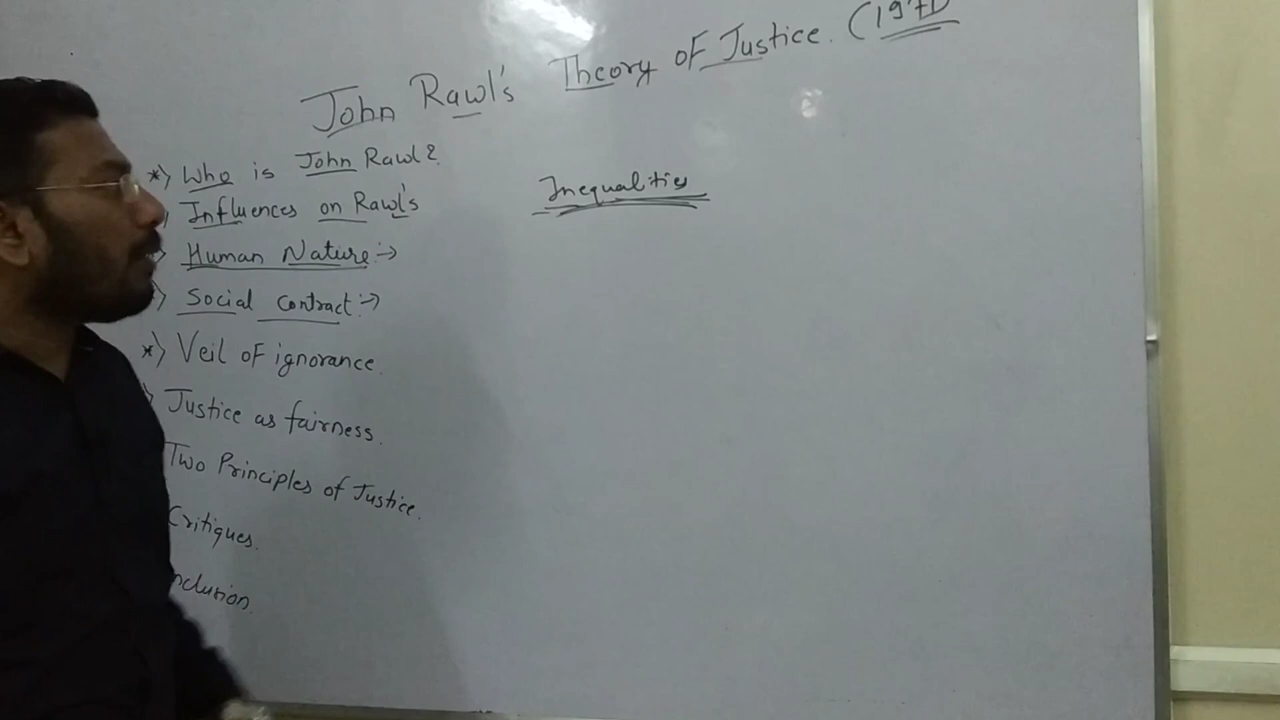 John Rawl's Theory of Justice. (1971)
*) Who is John Rawl?
) Influences on Rawl's
) Human Nature :->
) Social contract :->
*) Veil of ignorance.
) Justice as fairness.
Two Principles of Justice.
Critiques.
nclusion.
Inequalities